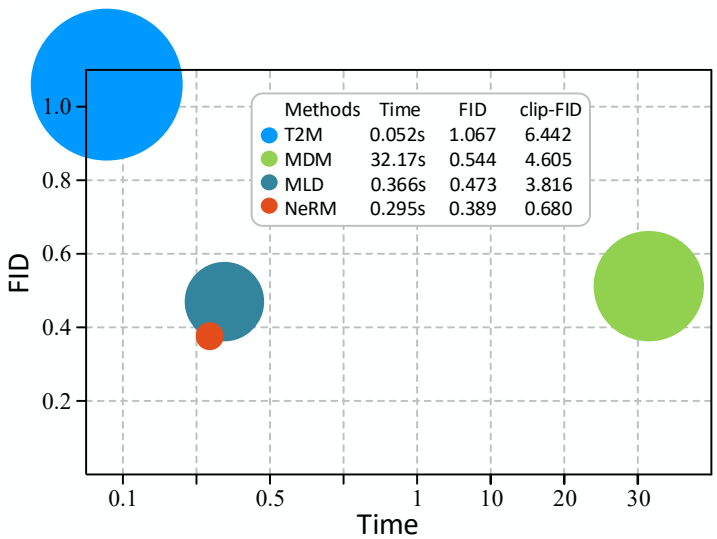 Methods Time FID clip-FID
T2M 0.052s 1.067 6.442
MDM 32.17s 0.544 4.605
MLD 0.366s 0.473 3.816
NeRM 0.295s 0.389 0.680
1.0
0.8
0.6
0.4
0.2
FID
0.1 0.5 1 10 20 30
Time